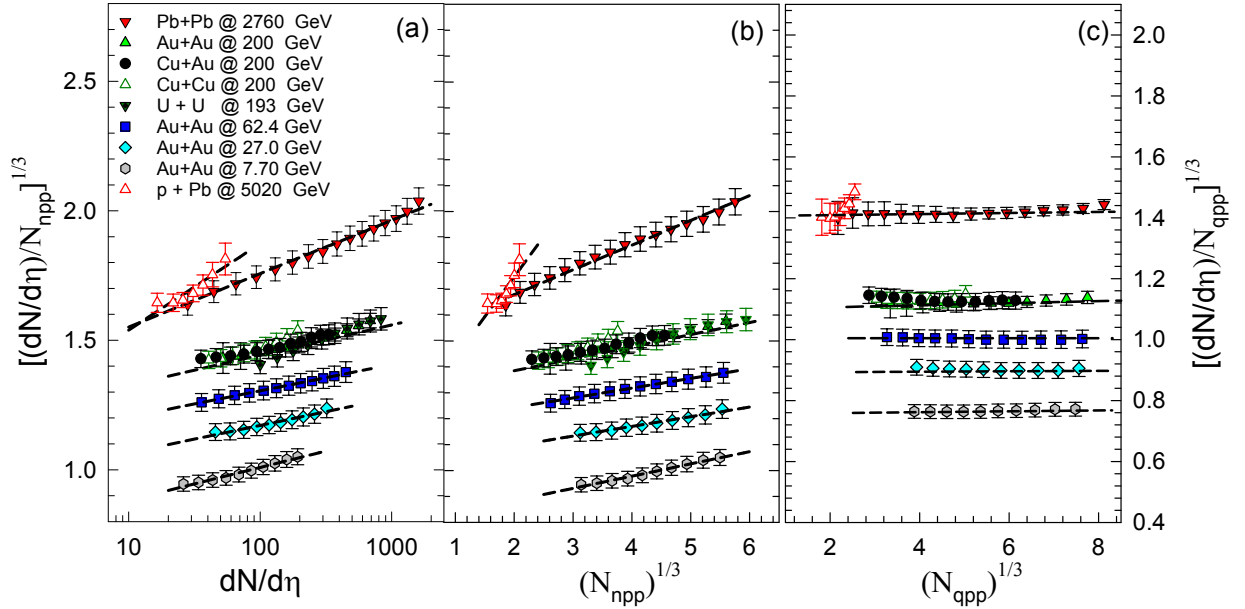 Pb+Pb @ 2760 GeV
Au+Au @ 200 GeV
Cu+Au @ 200 GeV
Cu+Cu @ 200 GeV
U + U @ 193 GeV
Au+Au @ 62.4 GeV
Au+Au @ 27.0 GeV
Au+Au @ 7.70 GeV
p + Pb @ 5020 GeV
(a)
(b)
(c)
[(dN/dη)/N_npp]^1/3
2.5
2.0
1.5
1.0
10 100 1000
dN/dη
1 2 3 4 5 6
(N_npp)^1/3
2 4 6 8
(N_qpp)^1/3
2.0
1.8
1.6
1.4
1.2
1.0
0.8
0.6
0.4
[(dN/dη)/N_qpp]^1/3